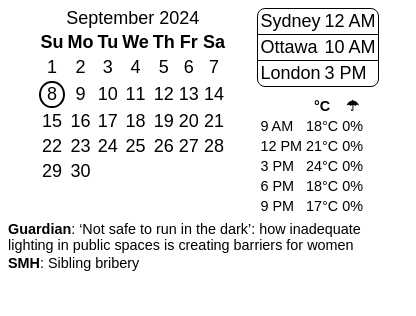 September 2024
Su Mo Tu We Th Fr Sa
1 2 3 4 5 6 7
8 9 10 11 12 13 14
15 16 17 18 19 20 21
22 23 24 25 26 27 28
29 30
Sydney 12 AM
Ottawa 10 AM
London 3 PM
°C ☂
9 AM 18°C 0%
12 PM 21°C 0%
3 PM 24°C 0%
6 PM 18°C 0%
9 PM 17°C 0%
Guardian: ‘Not safe to run in the dark’: how inadequate
lighting in public spaces is creating barriers for women
SMH: Sibling bribery